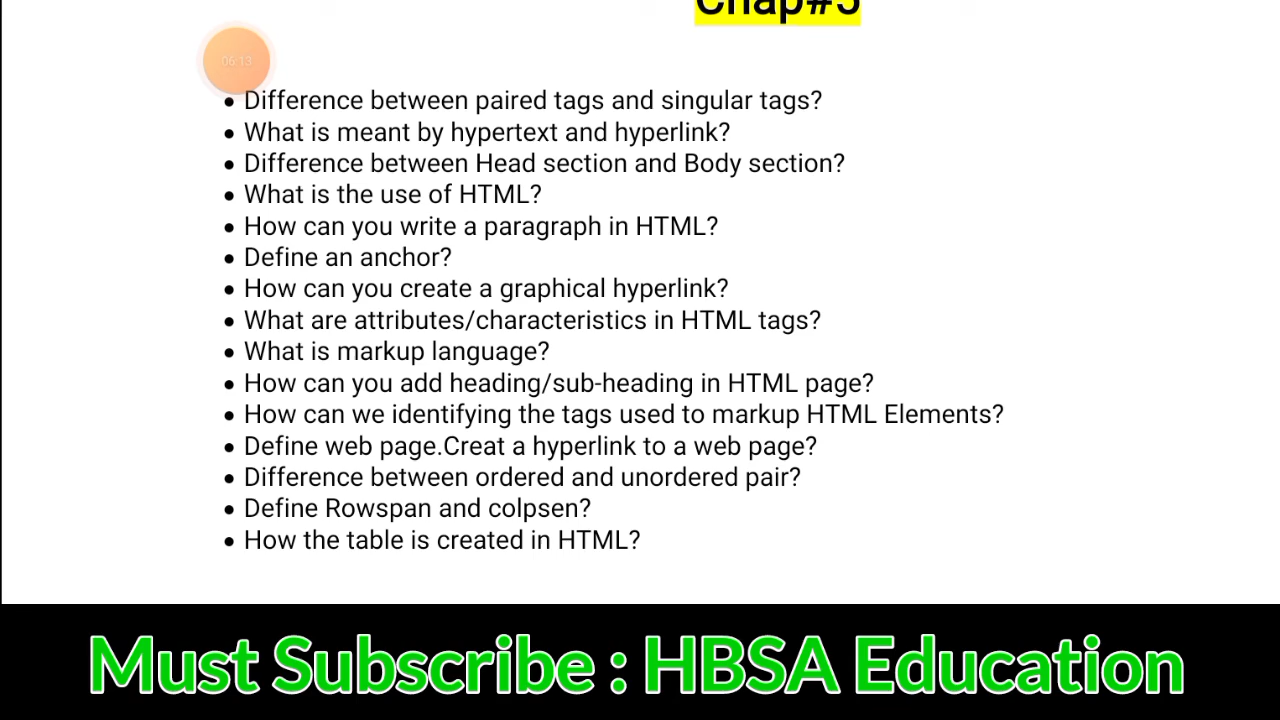 Chap#5
06:13
• Difference between paired tags and singular tags?
• What is meant by hypertext and hyperlink?
• Difference between Head section and Body section?
• What is the use of HTML?
• How can you write a paragraph in HTML?
• Define an anchor?
• How can you create a graphical hyperlink?
• What are attributes/characteristics in HTML tags?
• What is markup language?
• How can you add heading/sub-heading in HTML page?
• How can we identifying the tags used to markup HTML Elements?
• Define web page.Creat a hyperlink to a web page?
• Difference between ordered and unordered pair?
• Define Rowspan and colpsen?
• How the table is created in HTML?
Must Subscribe : HBSA Education